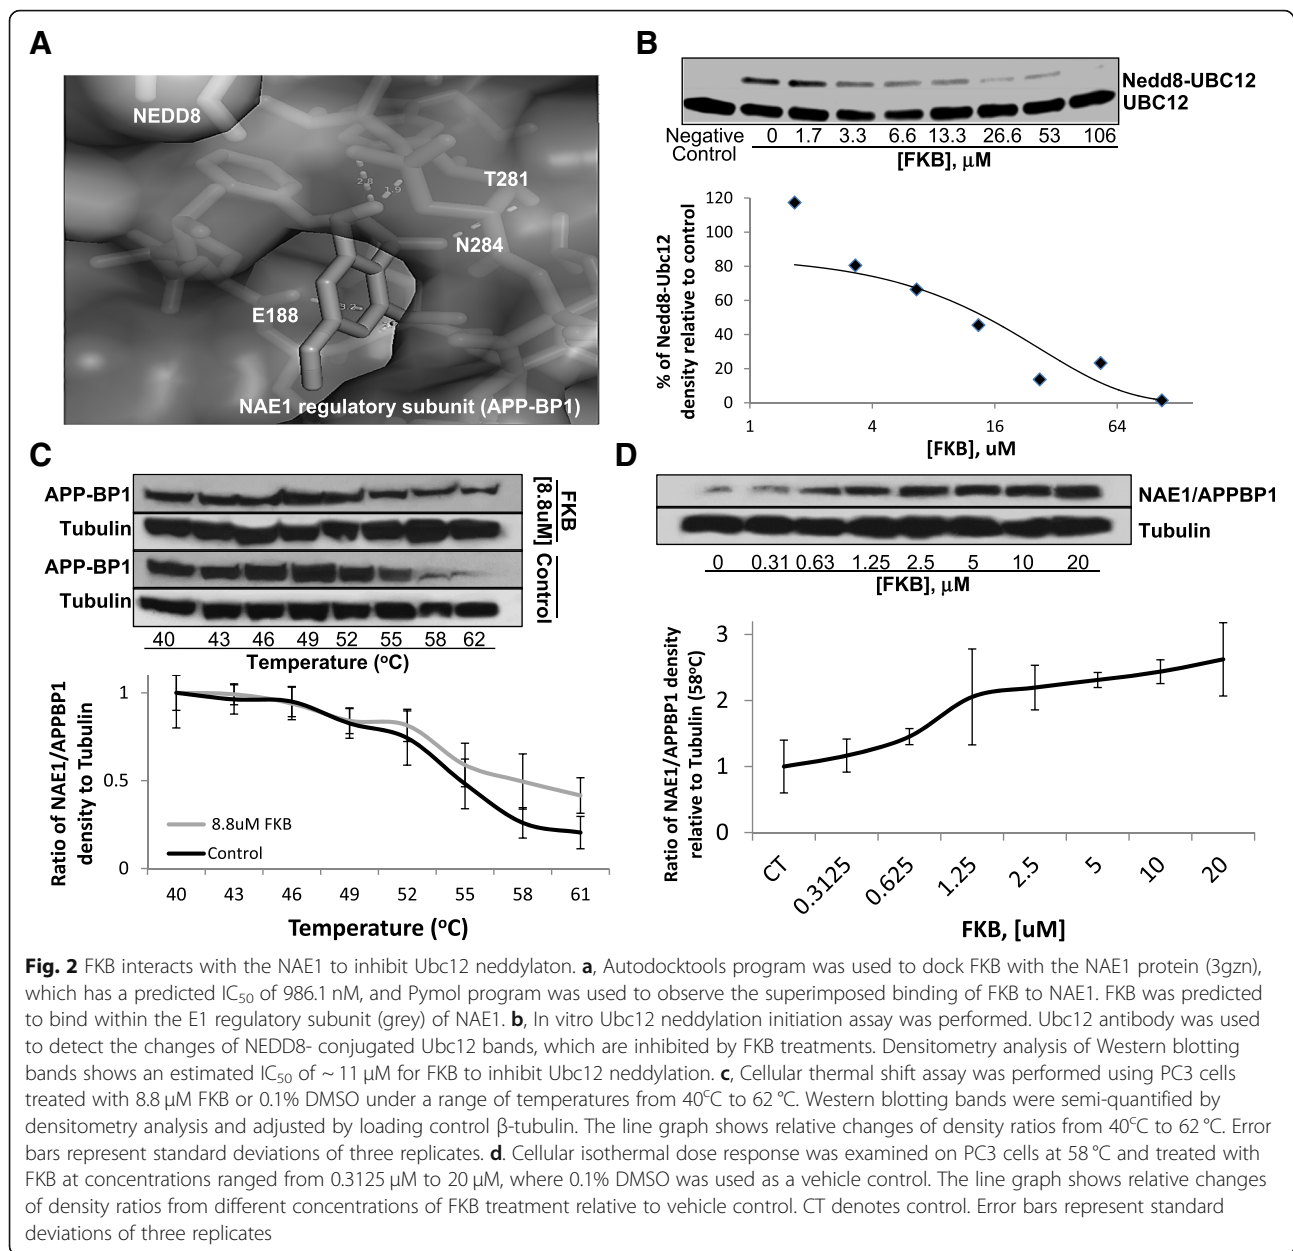 A
NEDD8
2.8
1.9
T281
N284
E188
3.2
NAE1 regulatory subunit (APP-BP1)
B
Nedd8-UBC12
UBC12
Negative Control 0 1.7 3.3 6.6 13.3 26.6 53 106
[FKB], μM
% of Nedd8-Ubc12
density relative to control
120
100
80
60
40
20
0
1 4 16 64
[FKB], uM
C
APP-BP1
Tubulin
APP-BP1
Tubulin
FKB
[8.8uM]
Control
40 43 46 49 52 55 58 62
Temperature (oC)
Ratio of NAE1/APPBP1
density to Tubulin
1
0.5
0
8.8uM FKB
Control
40 43 46 49 52 55 58 61
Temperature (oC)
D
NAE1/APPBP1
Tubulin
0 0.31 0.63 1.25 2.5 5 10 20
[FKB], μM
Ratio of NAE1/APPBP1 density
relative to Tubulin (58oC)
3
2
1
0
CT 0.3125 0.625 1.25 2.5 5 10 20
FKB, [uM]
Fig. 2 FKB interacts with the NAE1 to inhibit Ubc12 neddylaton. a, Autodocktools program was used to dock FKB with the NAE1 protein (3gzn),
which has a predicted IC50 of 986.1 nM, and Pymol program was used to observe the superimposed binding of FKB to NAE1. FKB was predicted
to bind within the E1 regulatory subunit (grey) of NAE1. b, In vitro Ubc12 neddylation initiation assay was performed. Ubc12 antibody was used
to detect the changes of NEDD8- conjugated Ubc12 bands, which are inhibited by FKB treatments. Densitometry analysis of Western blotting
bands shows an estimated IC50 of ~ 11 μM for FKB to inhibit Ubc12 neddylation. c, Cellular thermal shift assay was performed using PC3 cells
treated with 8.8 μM FKB or 0.1% DMSO under a range of temperatures from 40ᵒC to 62 °C. Western blotting bands were semi-quantified by
densitometry analysis and adjusted by loading control β-tubulin. The line graph shows relative changes of density ratios from 40ᵒC to 62 °C. Error
bars represent standard deviations of three replicates. d. Cellular isothermal dose response was examined on PC3 cells at 58 °C and treated with
FKB at concentrations ranged from 0.3125 μM to 20 μM, where 0.1% DMSO was used as a vehicle control. The line graph shows relative changes
of density ratios from different concentrations of FKB treatment relative to vehicle control. CT denotes control. Error bars represent standard
deviations of three replicates